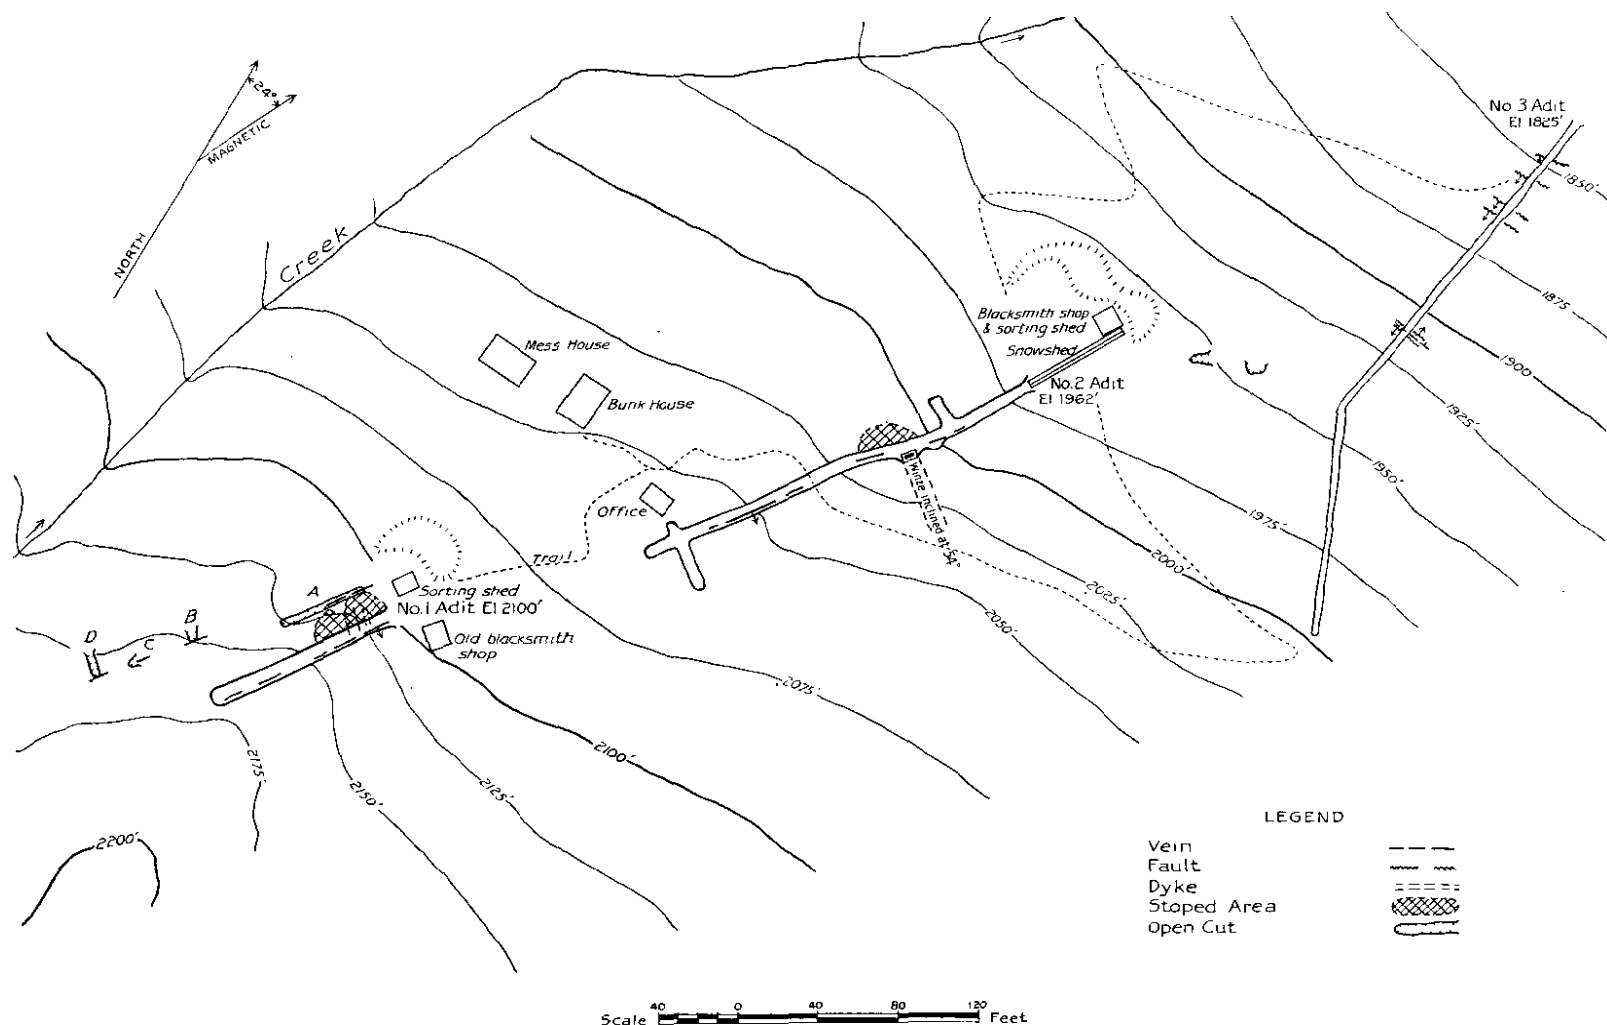 No 3 Adit
El 1825'
24°
MAGNETIC
NORTH
Creek
1850'
1875
1900
1925'
1950'
1975'
2000'
2025'
2050'
2075'
2100'
2125'
2150'
2175'
2200'
Blacksmith shop
& sorting shed
Snowshed
No.2 Adit
El 1962'
Mess House
Bunk House
Office
Winze inclined at 54°
Trail
Sorting shed
No.1 Adit El 2100'
Old blacksmith
shop
A
B
C
D
LEGEND
Vein
Fault
Dyke
Stoped Area
Open Cut
Scale 40 0 40 80 120 Feet